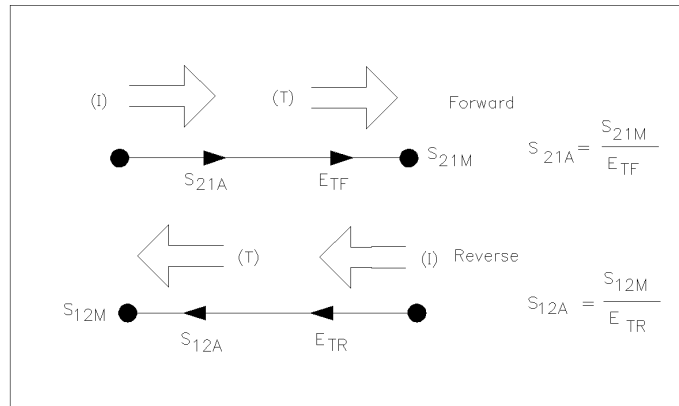 (I)
(T)
Forward
S21A
ETF
S21M
S21A = S21M / ETF
(T)
(I)
Reverse
S12M
S12A
ETR
S12A = S12M / ETR